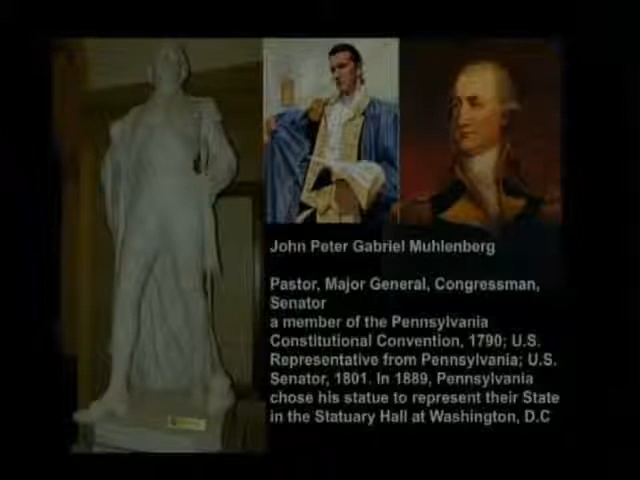 John Peter Gabriel Muhlenberg
Pastor, Major General, Congressman,
Senator
a member of the Pennsylvania
Constitutional Convention, 1790; U.S.
Representative from Pennsylvania; U.S.
Senator, 1801. In 1889, Pennsylvania
chose his statue to represent their State
in the Statuary Hall at Washington, D.C